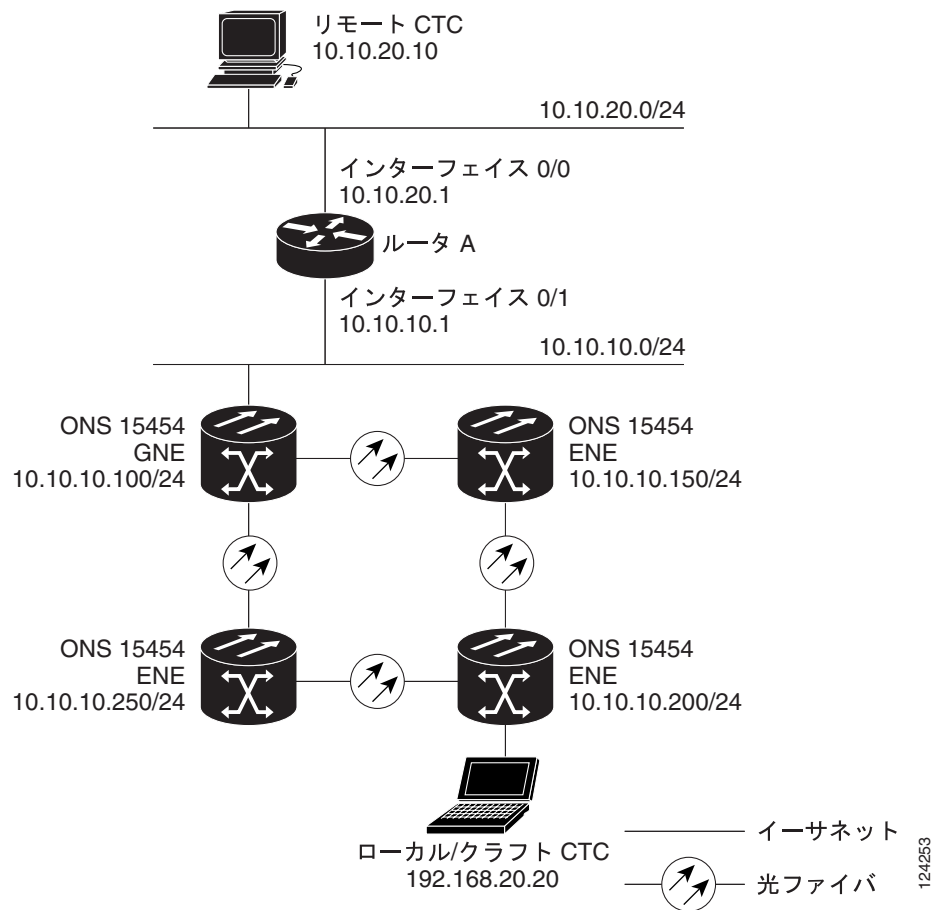 リモート CTC
10.10.20.10
10.10.20.0/24
インターフェイス 0/0
10.10.20.1
ルータ A
インターフェイス 0/1
10.10.10.1
10.10.10.0/24
ONS 15454
GNE
10.10.10.100/24
ONS 15454
ENE
10.10.10.150/24
ONS 15454
ENE
10.10.10.250/24
ONS 15454
ENE
10.10.10.200/24
ローカル/クラフト CTC
192.168.20.20
イーサネット
光ファイバ
124253